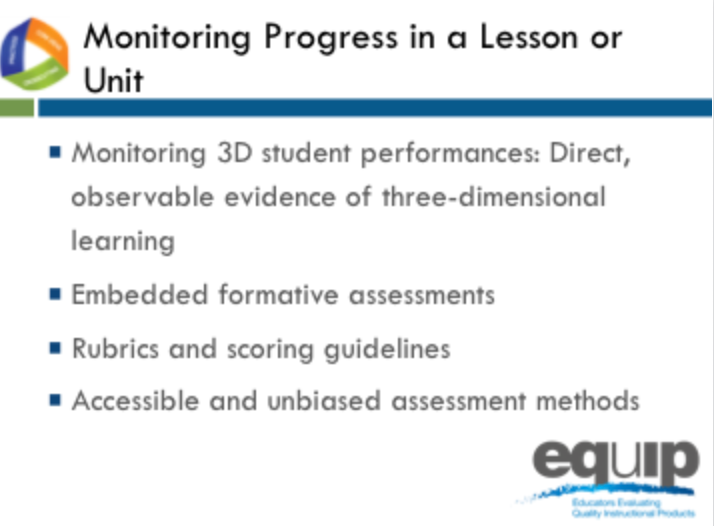 Monitoring Progress in a Lesson or
Unit
Monitoring 3D student performances: Direct,
observable evidence of three-dimensional
learning
Embedded formative assessments
Rubrics and scoring guidelines
Accessible and unbiased assessment methods
equip
Educators Evaluating
Quality Instructional Products